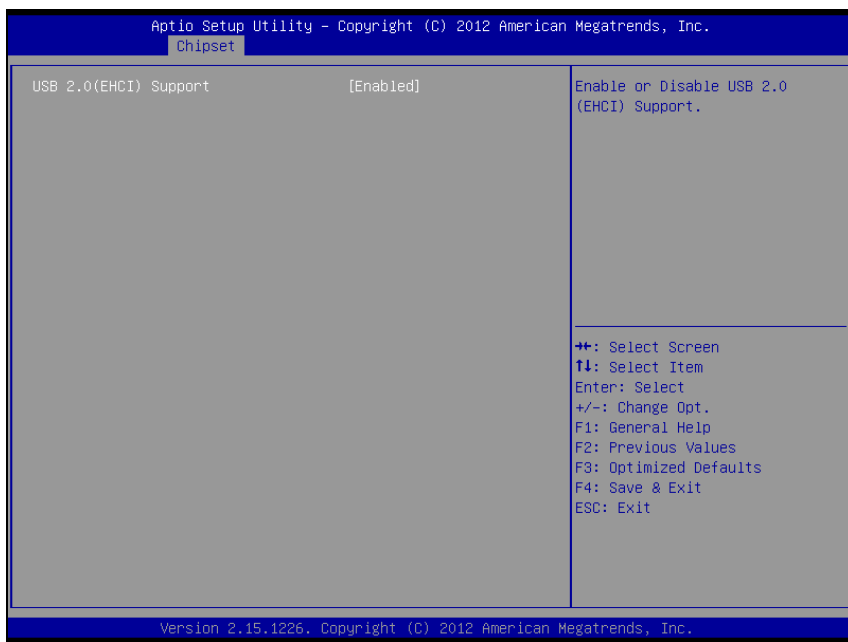 Aptio Setup Utility – Copyright (C) 2012 American Megatrends, Inc.
Chipset
USB 2.0(EHCI) Support [Enabled]
Enable or Disable USB 2.0
(EHCI) Support.
→←: Select Screen
↑↓: Select Item
Enter: Select
+/-: Change Opt.
F1: General Help
F2: Previous Values
F3: Optimized Defaults
F4: Save & Exit
ESC: Exit
Version 2.15.1226. Copyright (C) 2012 American Megatrends, Inc.